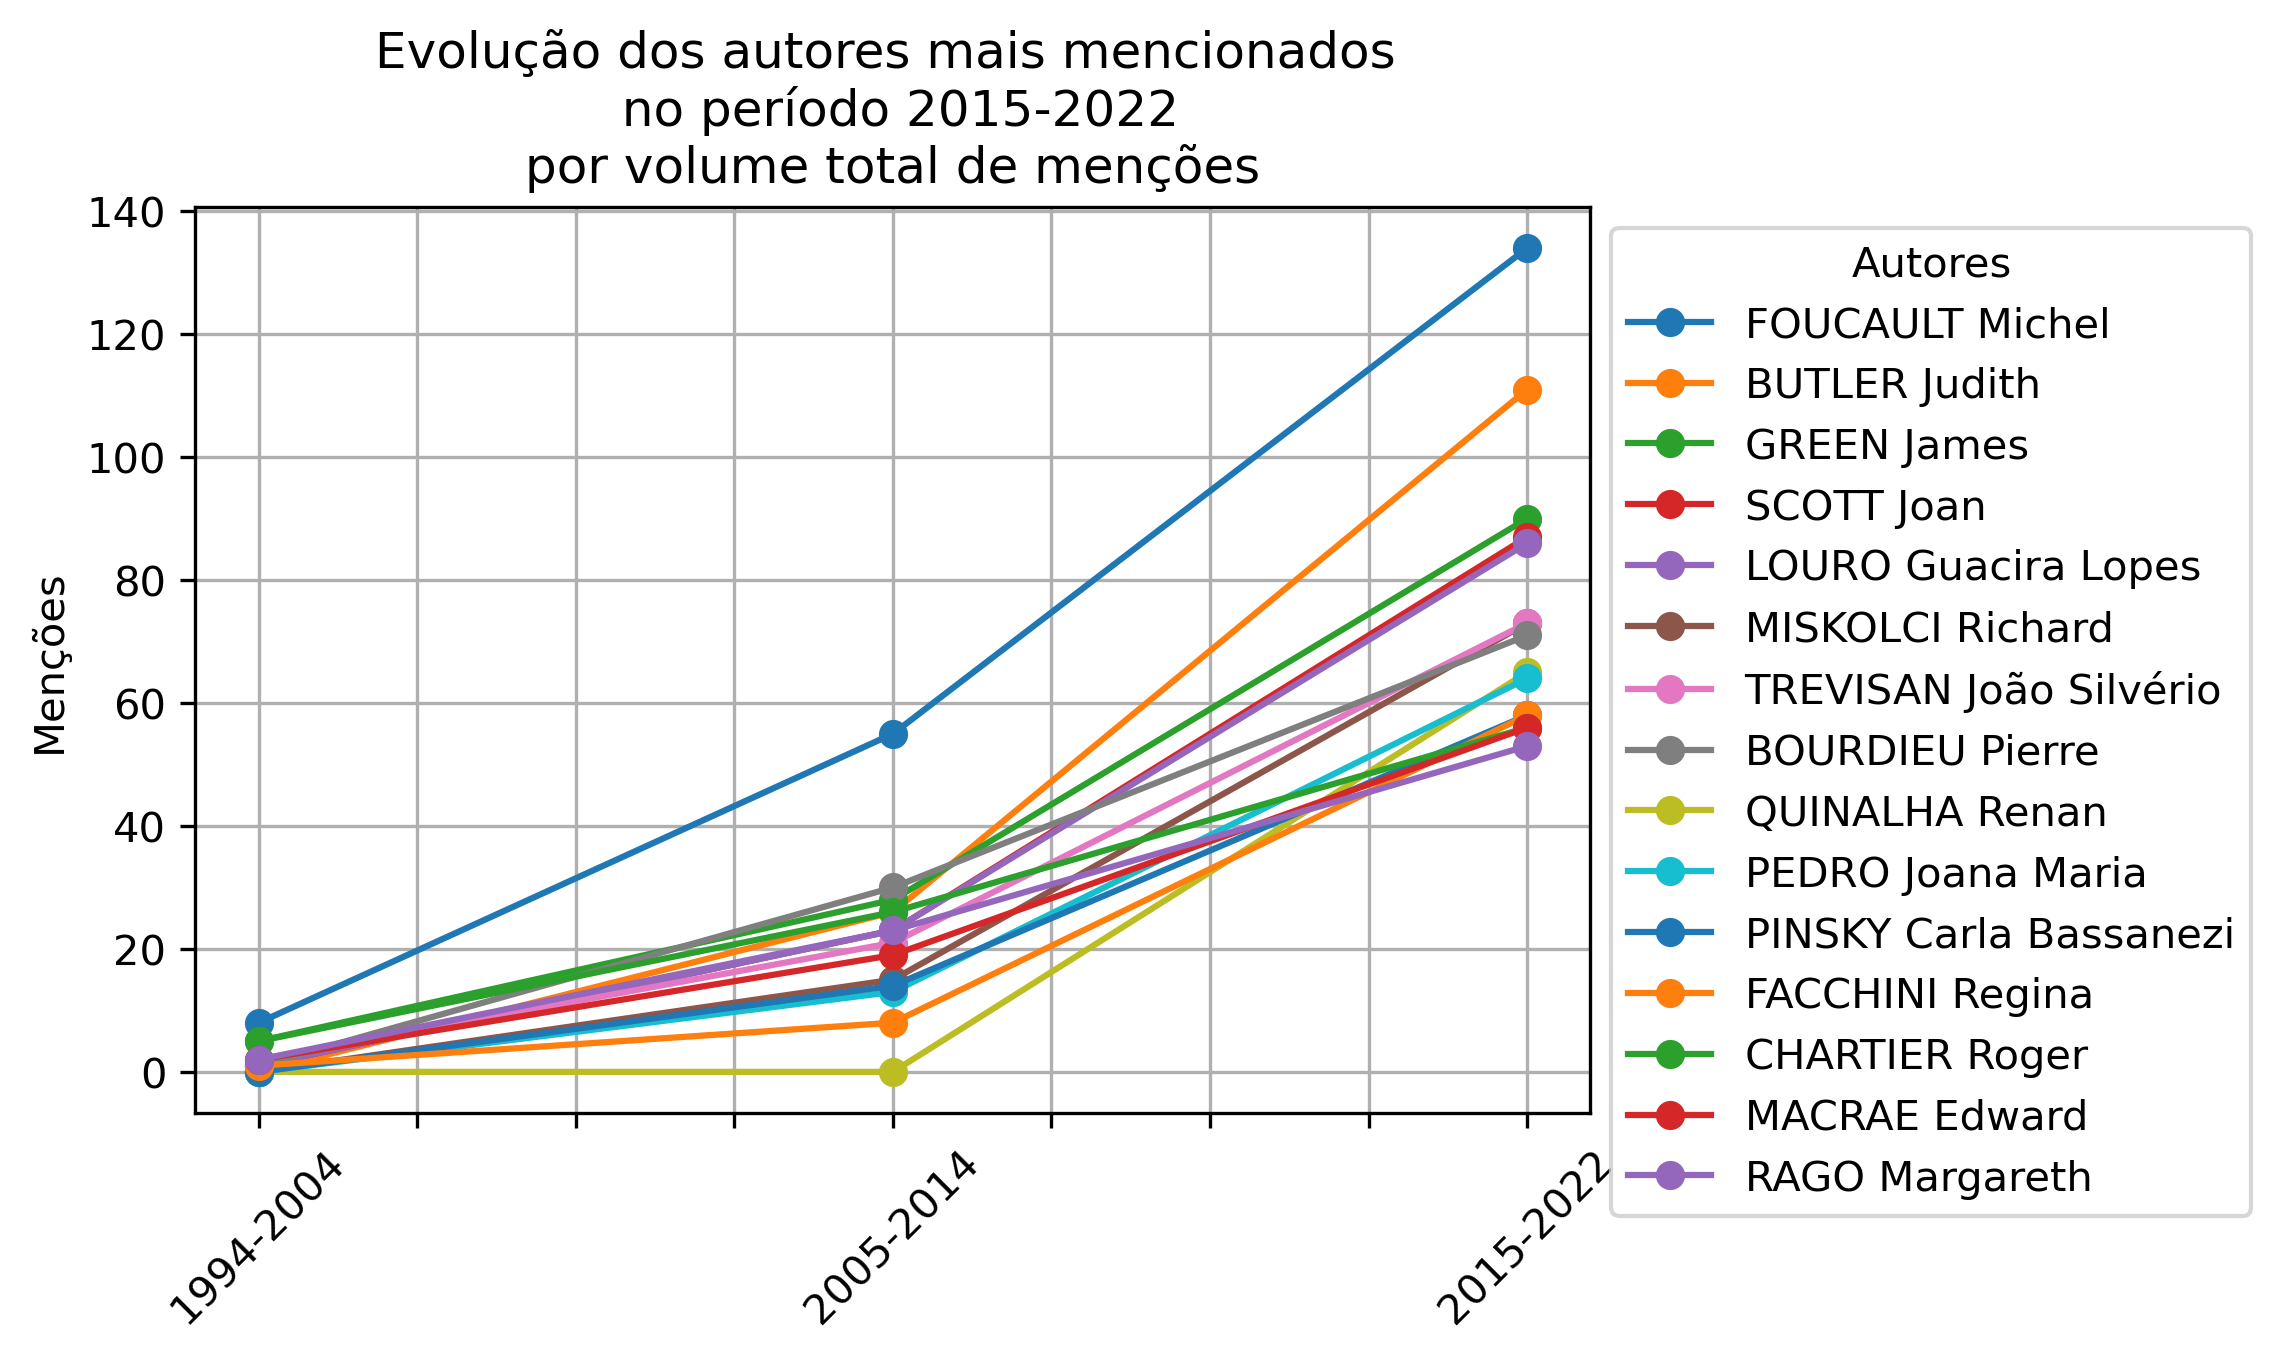 Evolução dos autores mais mencionados
no período 2015-2022
por volume total de menções
Menções
140
120
100
80
60
40
20
0
1994-2004
2005-2014
2015-2022
Autores
FOUCAULT Michel
BUTLER Judith
GREEN James
SCOTT Joan
LOURO Guacira Lopes
MISKOLCI Richard
TREVISAN João Silvério
BOURDIEU Pierre
QUINALHA Renan
PEDRO Joana Maria
PINSKY Carla Bassanezi
FACCHINI Regina
CHARTIER Roger
MACRAE Edward
RAGO Margareth